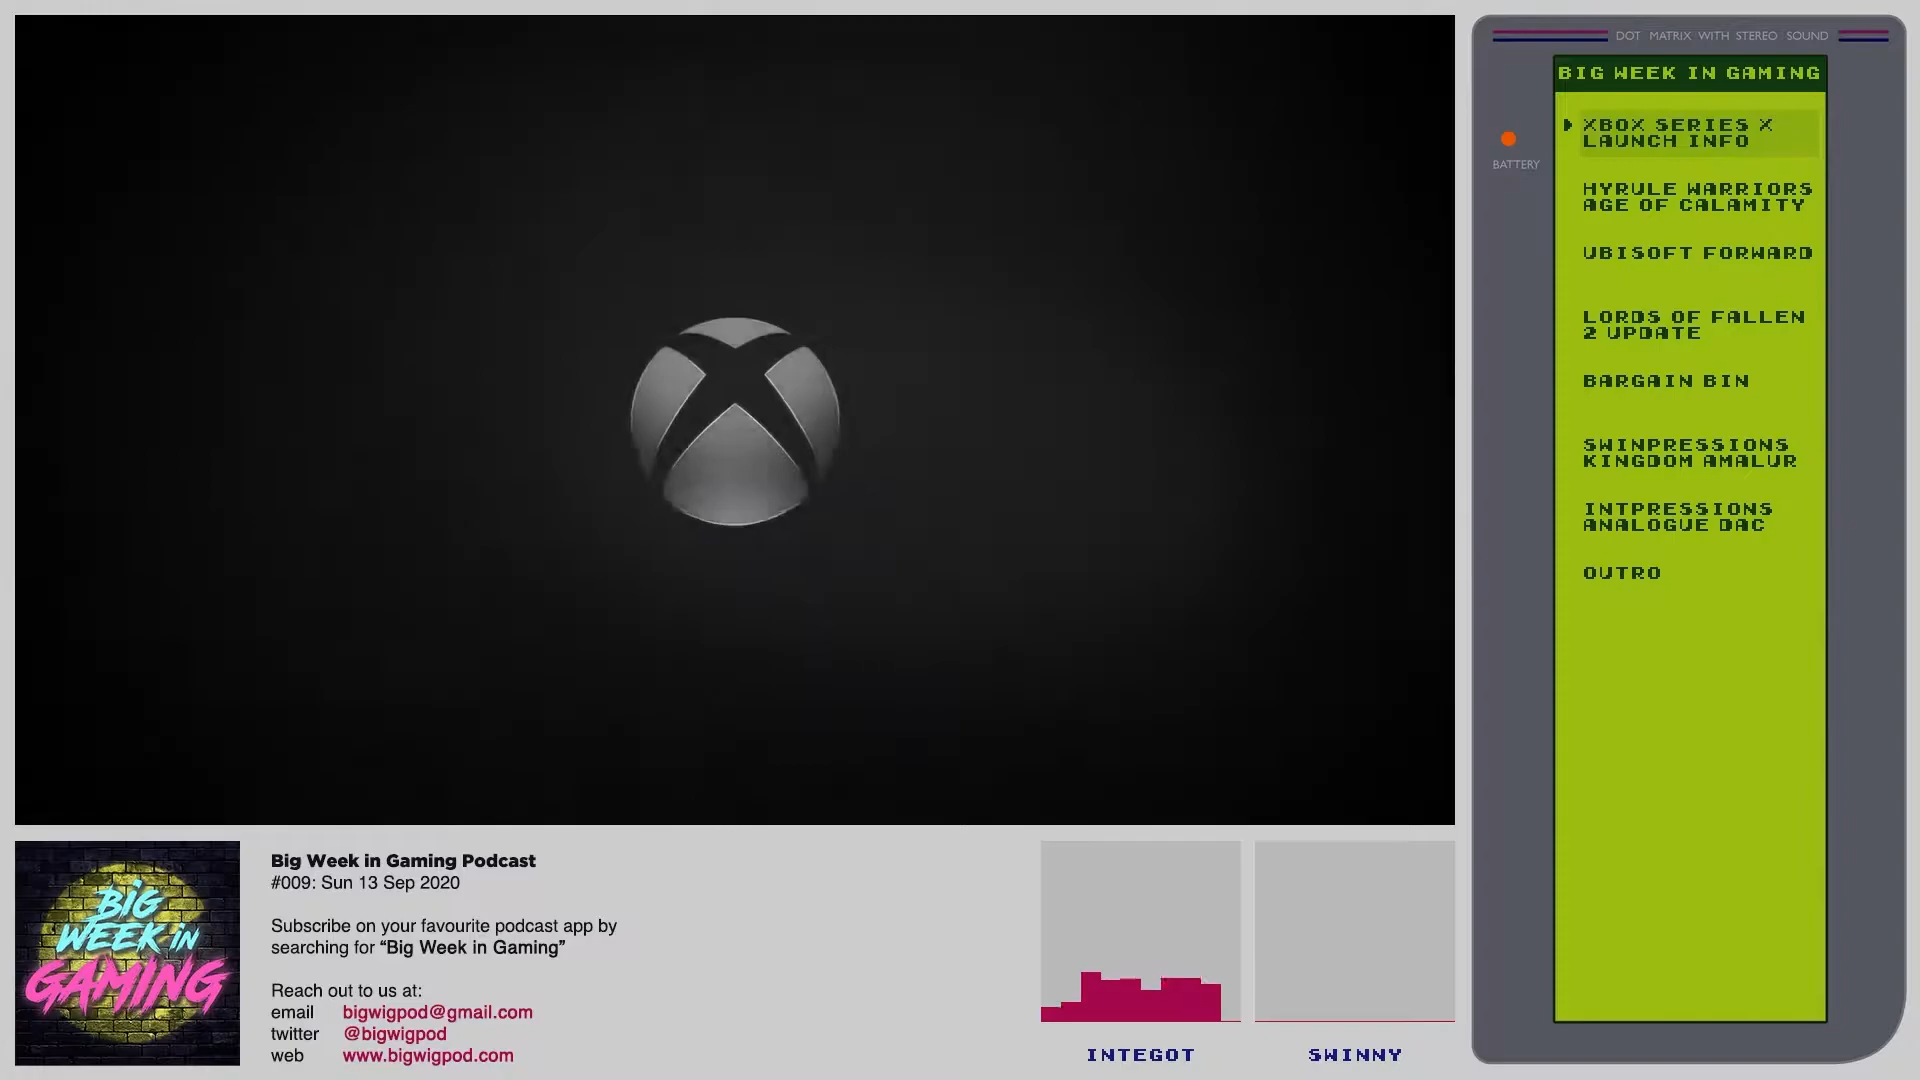 DOT MATRIX WITH STEREO SOUND
BIG WEEK IN GAMING
XBOX SERIES X
LAUNCH INFO
BATTERY
HYRULE WARRIORS
AGE OF CALAMITY
UBISOFT FORWARD
LORDS OF FALLEN
2 UPDATE
BARGAIN BIN
SWINPRESSIONS
KINGDOM AMALUR
INTPRESSIONS
ANALOGUE DAC
OUTRO
BIG
WEEK IN
GAMING
Big Week in Gaming Podcast
#009: Sun 13 Sep 2020
Subscribe on your favourite podcast app by
searching for “Big Week in Gaming”
Reach out to us at:
email bigwigpod@gmail.com
twitter @bigwigpod
web www.bigwigpod.com
INTEGOT
SWINNY